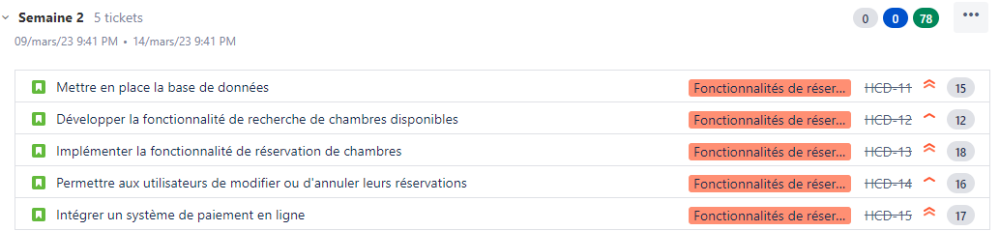 Semaine 2 5 tickets 0 0 78 •••
09/mars/23 9:41 PM • 14/mars/23 9:41 PM
Mettre en place la base de données Fonctionnalités de réser... HCD-11 15
Développer la fonctionnalité de recherche de chambres disponibles Fonctionnalités de réser... HCD-12 12
Implémenter la fonctionnalité de réservation de chambres Fonctionnalités de réser... HCD-13 18
Permettre aux utilisateurs de modifier ou d'annuler leurs réservations Fonctionnalités de réser... HCD-14 16
Intégrer un système de paiement en ligne Fonctionnalités de réser... HCD-15 17